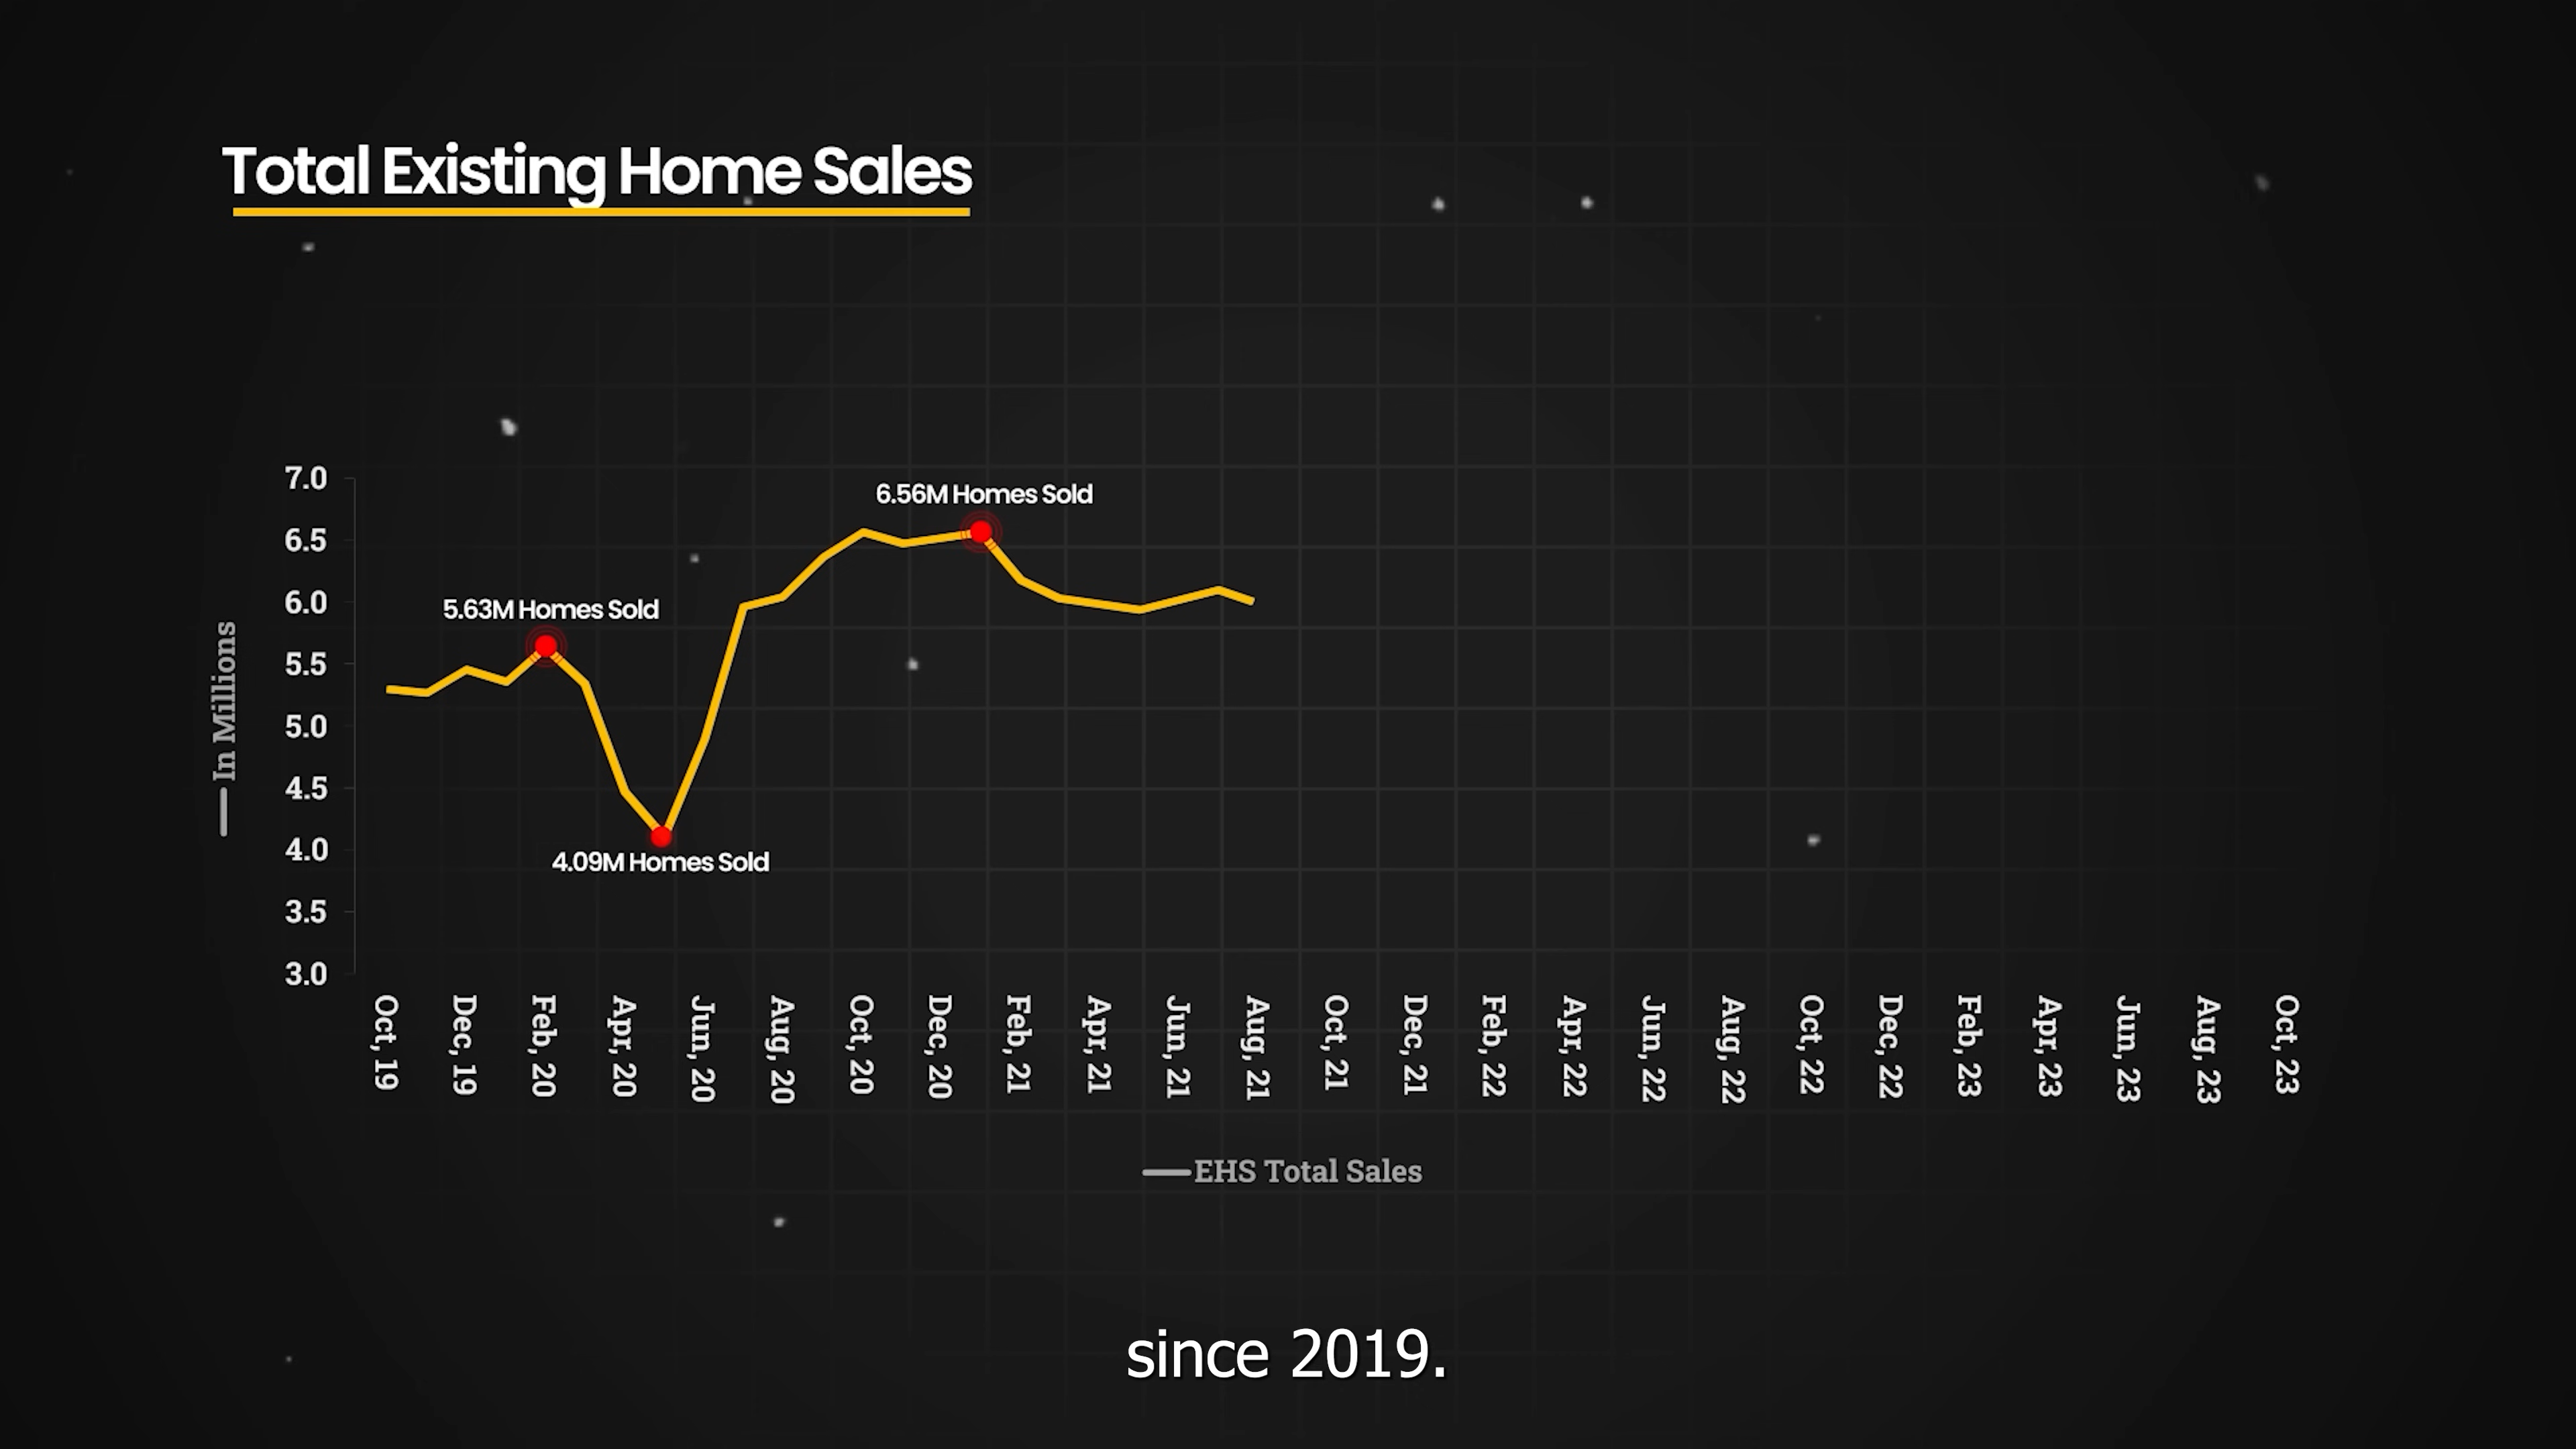 Total Existing Home Sales
7.0
6.5
6.0
5.5
5.0
4.5
4.0
3.5
3.0
In Millions
5.63M Homes Sold
4.09M Homes Sold
6.56M Homes Sold
Oct, 19
Dec, 19
Feb, 20
Apr, 20
Jun, 20
Aug, 20
Oct, 20
Dec, 20
Feb, 21
Apr, 21
Jun, 21
Aug, 21
Oct, 21
Dec, 21
Feb, 22
Apr, 22
Jun, 22
Aug, 22
Oct, 22
Dec, 22
Feb, 23
Apr, 23
Jun, 23
Aug, 23
Oct, 23
EHS Total Sales
since 2019.